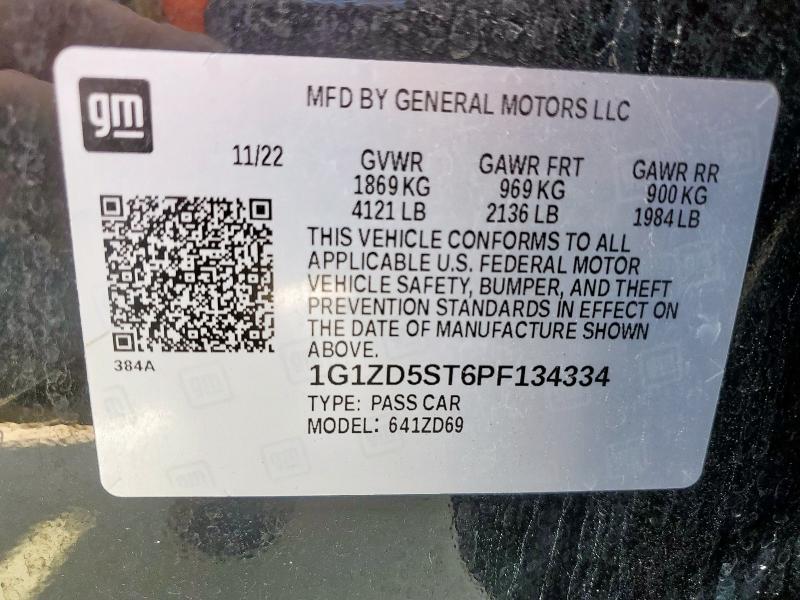 gm
MFD BY GENERAL MOTORS LLC
11/22 GVWR GAWR FRT GAWR RR
1869 KG 969 KG 900 KG
4121 LB 2136 LB 1984 LB
THIS VEHICLE CONFORMS TO ALL
APPLICABLE U.S. FEDERAL MOTOR
VEHICLE SAFETY, BUMPER, AND THEFT
PREVENTION STANDARDS IN EFFECT ON
THE DATE OF MANUFACTURE SHOWN
ABOVE.
384A
1G1ZD5ST6PF134334
TYPE: PASS CAR
MODEL: 641ZD69